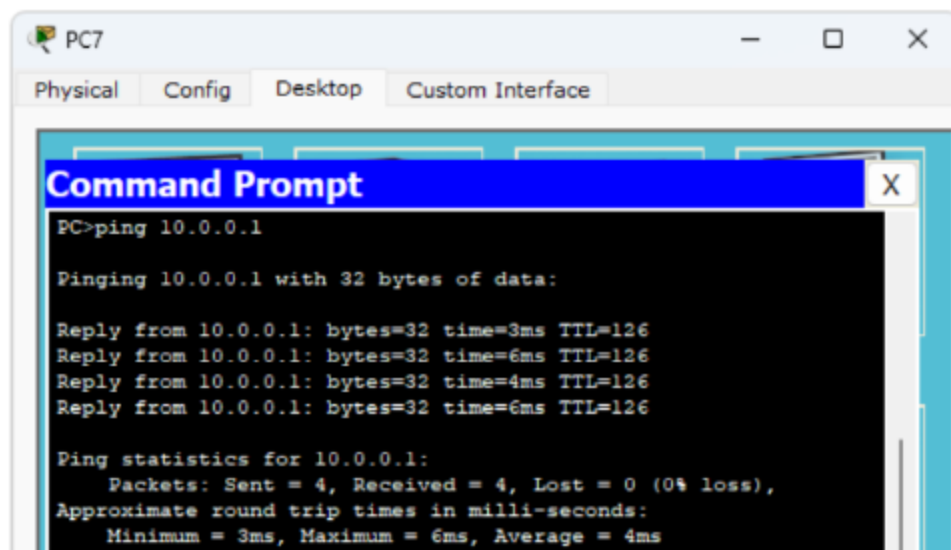 PC7
Physical Config Desktop Custom Interface
Command Prompt X
PC>ping 10.0.0.1
Pinging 10.0.0.1 with 32 bytes of data:
Reply from 10.0.0.1: bytes=32 time=3ms TTL=126
Reply from 10.0.0.1: bytes=32 time=6ms TTL=126
Reply from 10.0.0.1: bytes=32 time=4ms TTL=126
Reply from 10.0.0.1: bytes=32 time=6ms TTL=126
Ping statistics for 10.0.0.1:
Packets: Sent = 4, Received = 4, Lost = 0 (0% loss),
Approximate round trip times in milli-seconds:
Minimum = 3ms, Maximum = 6ms, Average = 4ms